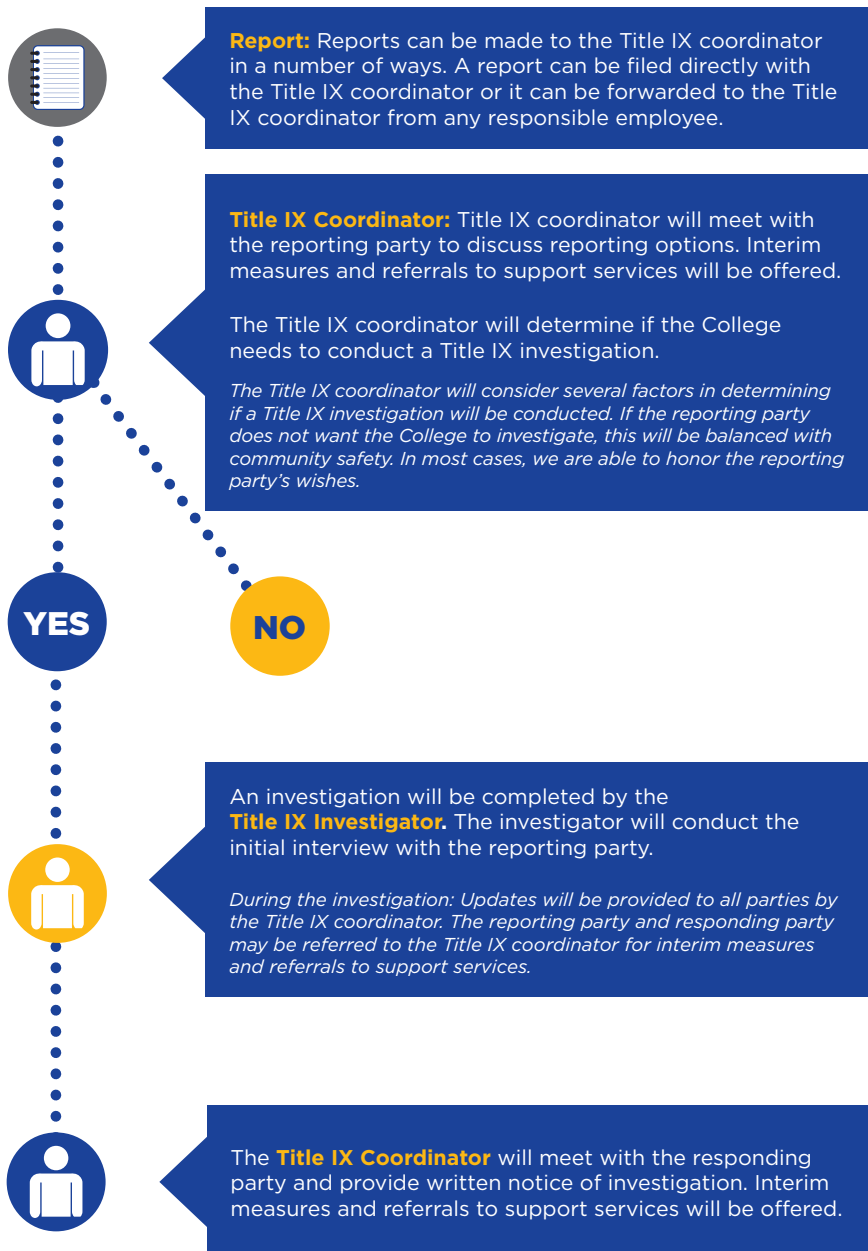 Report: Reports can be made to the Title IX coordinator
in a number of ways. A report can be filed directly with
the Title IX coordinator or it can be forwarded to the Title
IX coordinator from any responsible employee.
Title IX Coordinator: Title IX coordinator will meet with
the reporting party to discuss reporting options. Interim
measures and referrals to support services will be offered.
The Title IX coordinator will determine if the College
needs to conduct a Title IX investigation.
The Title IX coordinator will consider several factors in determining
if a Title IX investigation will be conducted. If the reporting party
does not want the College to investigate, this will be balanced with
community safety. In most cases, we are able to honor the reporting
party’s wishes.
YES
NO
An investigation will be completed by the
Title IX Investigator. The investigator will conduct the
initial interview with the reporting party.
During the investigation: Updates will be provided to all parties by
the Title IX coordinator. The reporting party and responding party
may be referred to the Title IX coordinator for interim measures
and referrals to support services.
The Title IX Coordinator will meet with the responding
party and provide written notice of investigation. Interim
measures and referrals to support services will be offered.